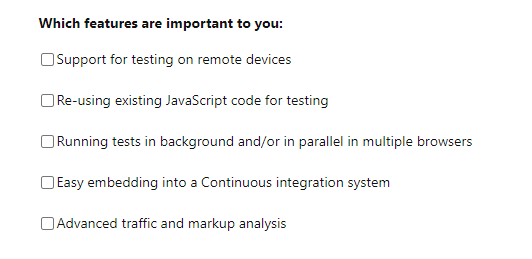 Which features are important to you:
Support for testing on remote devices
Re-using existing JavaScript code for testing
Running tests in background and/or in parallel in multiple browsers
Easy embedding into a Continuous integration system
Advanced traffic and markup analysis